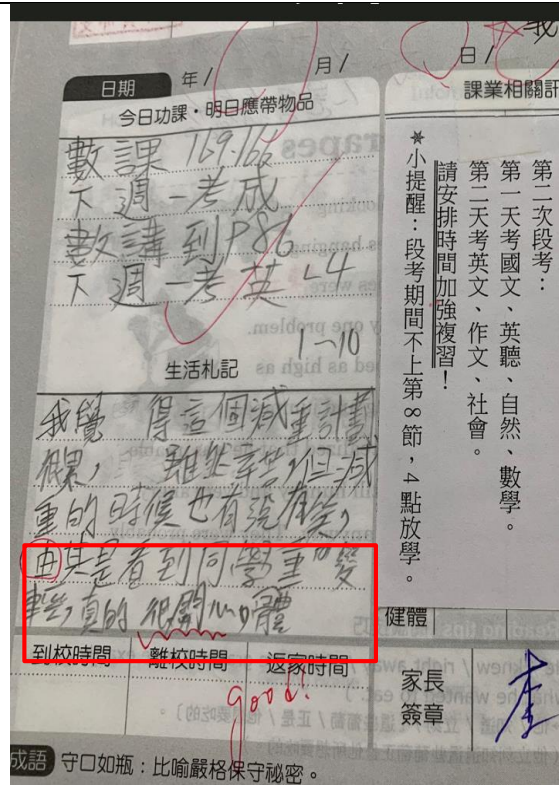 日期 年 / 月 / 日 /
今日功課・明日應帶物品
數課 169.168
下週一考成
數講到P86
下週一考英L4
1~10
生活札記
我覺 得這個減重計劃
很累, 雖然辛苦,但減
重的時候也有
其是看到同學重變
輕,真的 很開心 體
到校時間 離校時間 返家時間
good!
成語 守口如瓶:比喻嚴格保守祕密。
課業相關訊
第二次段考:
第一天考國文、英聽、自然、數學。
第二天考英文、作文、社會。
請安排時間加強複習!
*小提醒:段考期間不上第8節,4點放學。
健體
家長
簽章